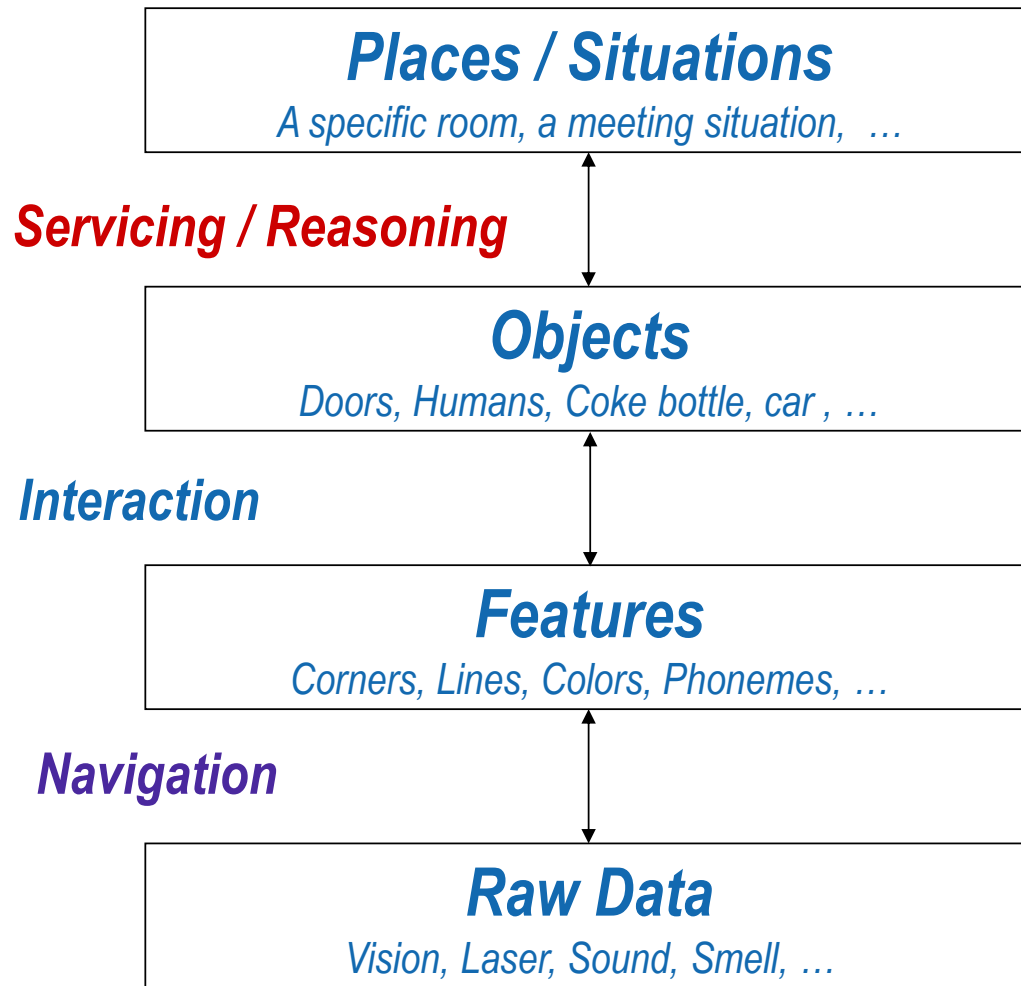 Places / Situations
A specific room, a meeting situation,  …
Servicing / Reasoning
Objects
Doors, Humans, Coke bottle, car , …
Interaction
Features
Corners, Lines, Colors, Phonemes, …
Navigation
Raw Data
Vision, Laser, Sound, Smell, …